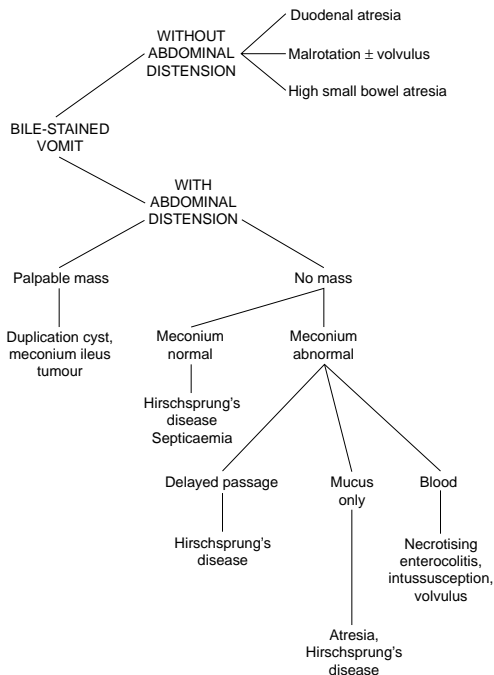 Duodenal atresia
WITHOUT
ABDOMINAL
DISTENSION
Malrotation ± volvulus
High small bowel atresia
BILE-STAINED
VOMIT
WITH
ABDOMINAL
DISTENSION
Palpable mass
No mass
Duplication cyst,
meconium ileus
tumour
Meconium
normal
Meconium
abnormal
Hirschsprung's
disease
Septicaemia
Delayed passage
Mucus
only
Blood
Hirschsprung's
disease
Necrotising
enterocolitis,
intussusception,
volvulus
Atresia,
Hirschsprung's
disease